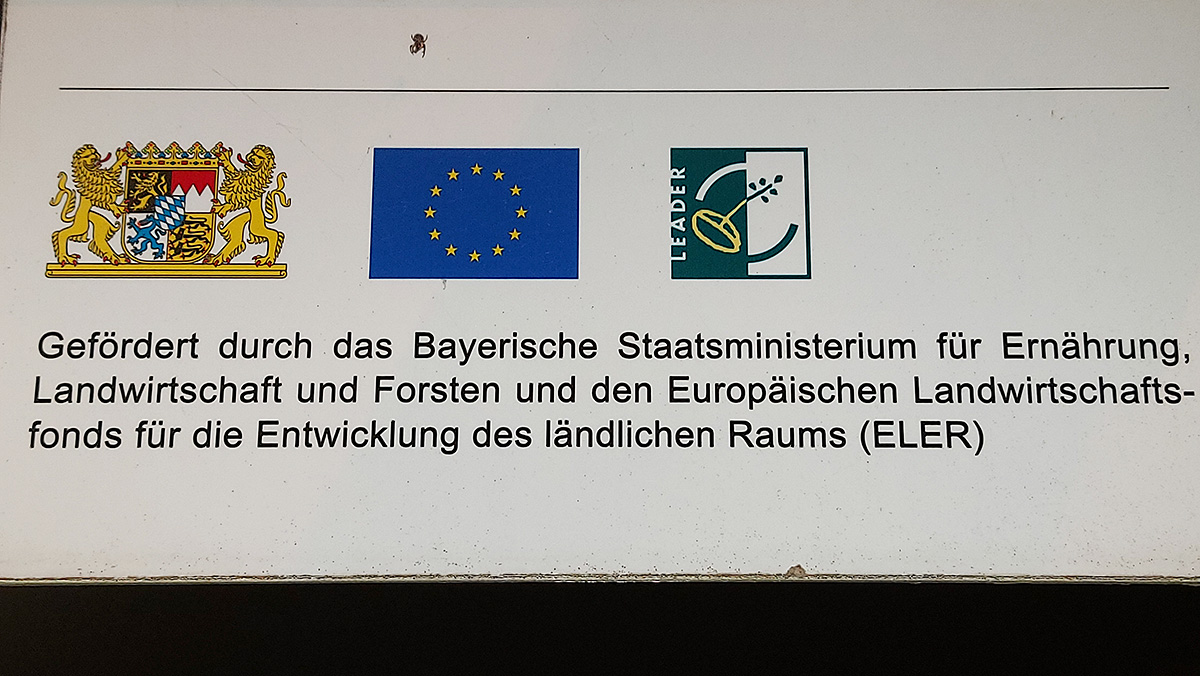 LEADER
Gefördert durch das Bayerische Staatsministerium für Ernährung,
Landwirtschaft und Forsten und den Europäischen Landwirtschafts-
fonds für die Entwicklung des ländlichen Raums (ELER)